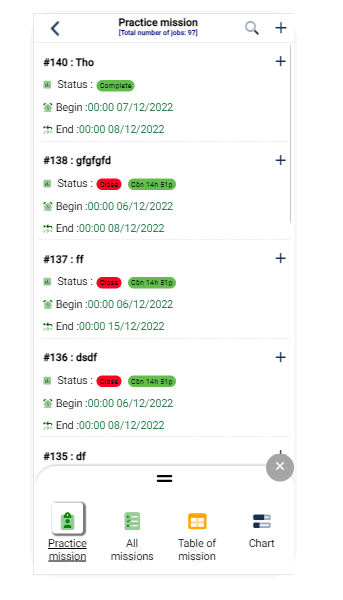 Practice mission
[Total number of jobs: 97]
#140 : Tho
Status : Complete
Begin :00:00 07/12/2022
End :00:00 08/12/2022
#138 : gfgfgfd
Status : Close Còn 14h 51p
Begin :00:00 06/12/2022
End :00:00 08/12/2022
#137 : ff
Status : Close Còn 14h 51p
Begin :00:00 06/12/2022
End :00:00 15/12/2022
#136 : dsdf
Status : Close Còn 14h 51p
Begin :00:00 06/12/2022
End :00:00 08/12/2022
#135 : df
Practice
mission
All
missions
Table of
mission
Chart